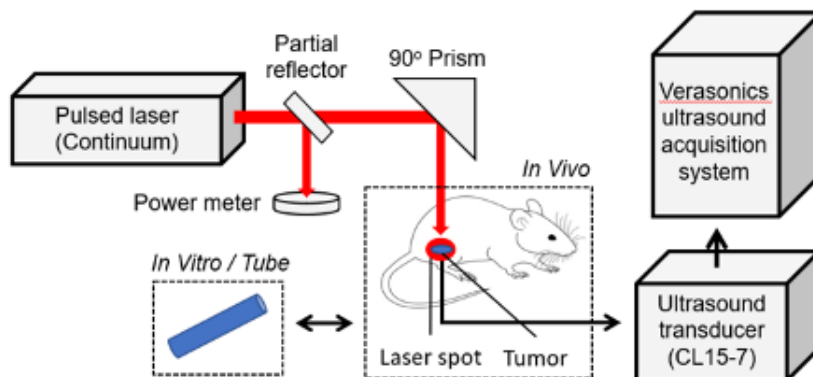 Partial
reflector
90º Prism
Pulsed laser
(Continuum)
Verasonics
ultrasound
acquisition
system
In Vivo
Power meter
In Vitro / Tube
Laser spot
Tumor
Ultrasound
transducer
(CL15-7)